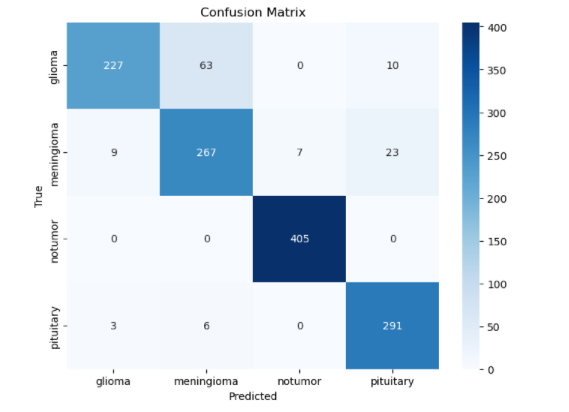 Confusion Matrix
True
glioma 227 63 0 10
meningioma 9 267 7 23
notumor 0 0 405 0
pituitary 3 6 0 291
glioma meningioma notumor pituitary
Predicted
400
350
300
250
200
150
100
50
0